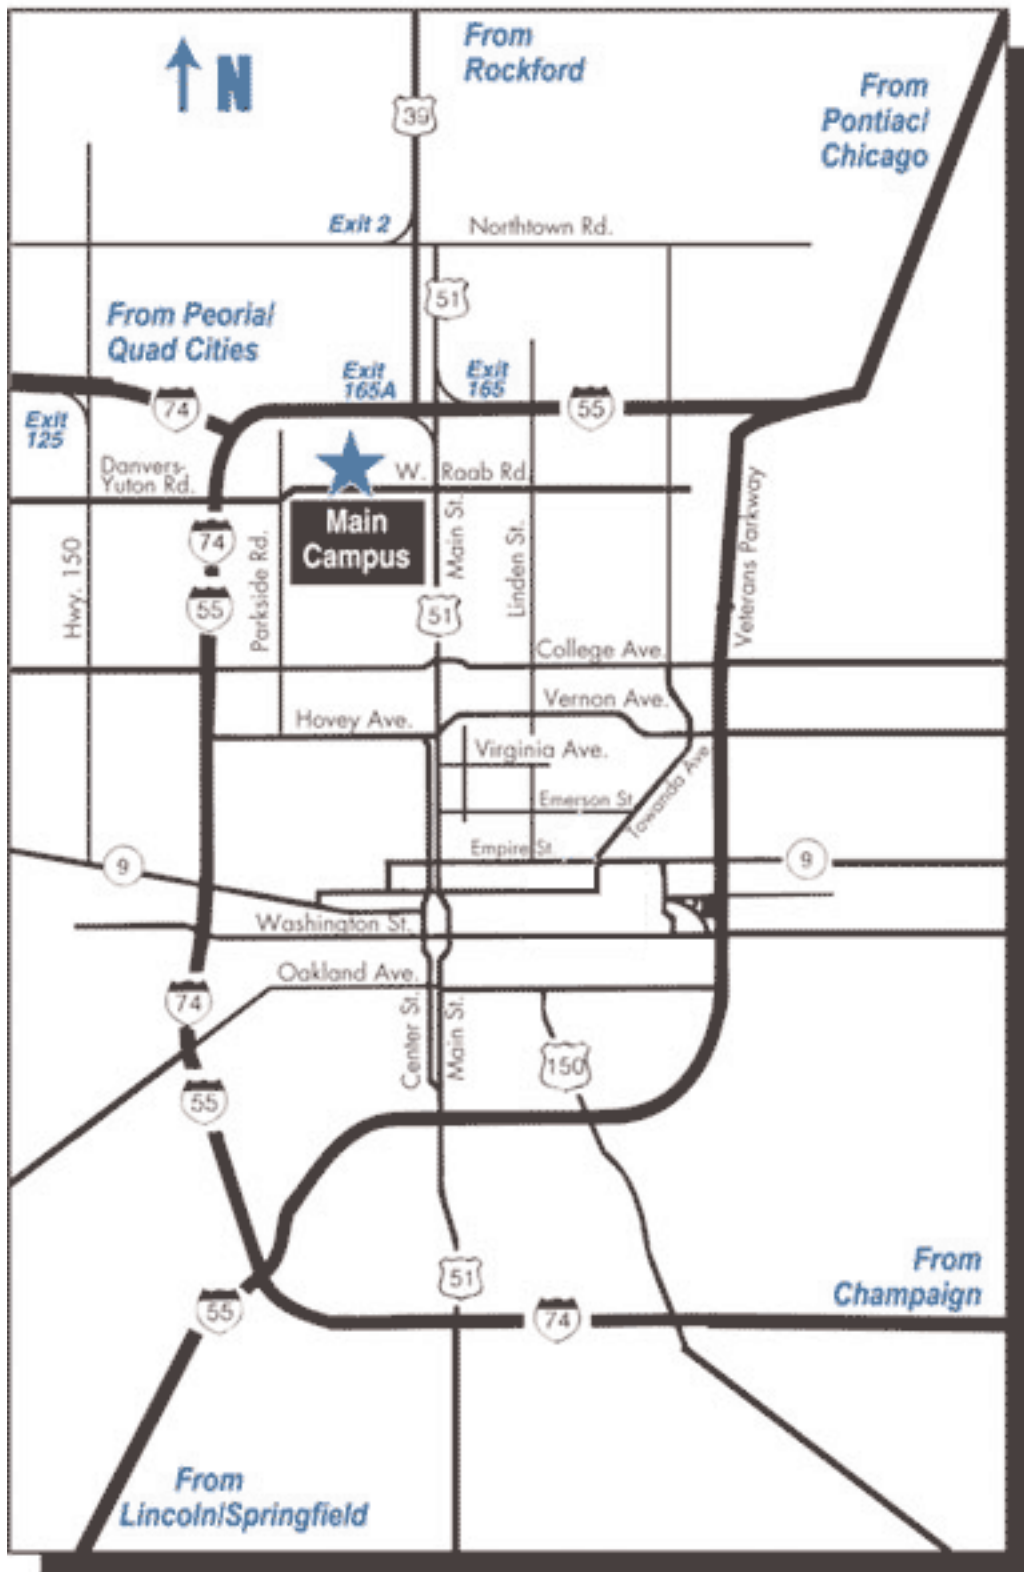 From
Rockford
N
From
Pontiac/
Chicago
39
Exit 2
Northtown Rd.
51
From Peoria/
Quad Cities
Exit
165A
Exit
165
74
55
Exit
125
Danvers-
Yuton Rd.
W. Raab Rd.
Main
Campus
Main St.
Linden St.
Veterans Parkway
Hwy. 150
74
Parkside Rd.
55
51
College Ave.
Vernon Ave.
Hovey Ave.
Virginia Ave.
Towanda Ave.
Emerson St.
Empire St.
9
9
Washington St.
Oakland Ave.
74
Center St.
Main St.
150
55
From
Champaign
51
55
74
From
Lincoln/Springfield